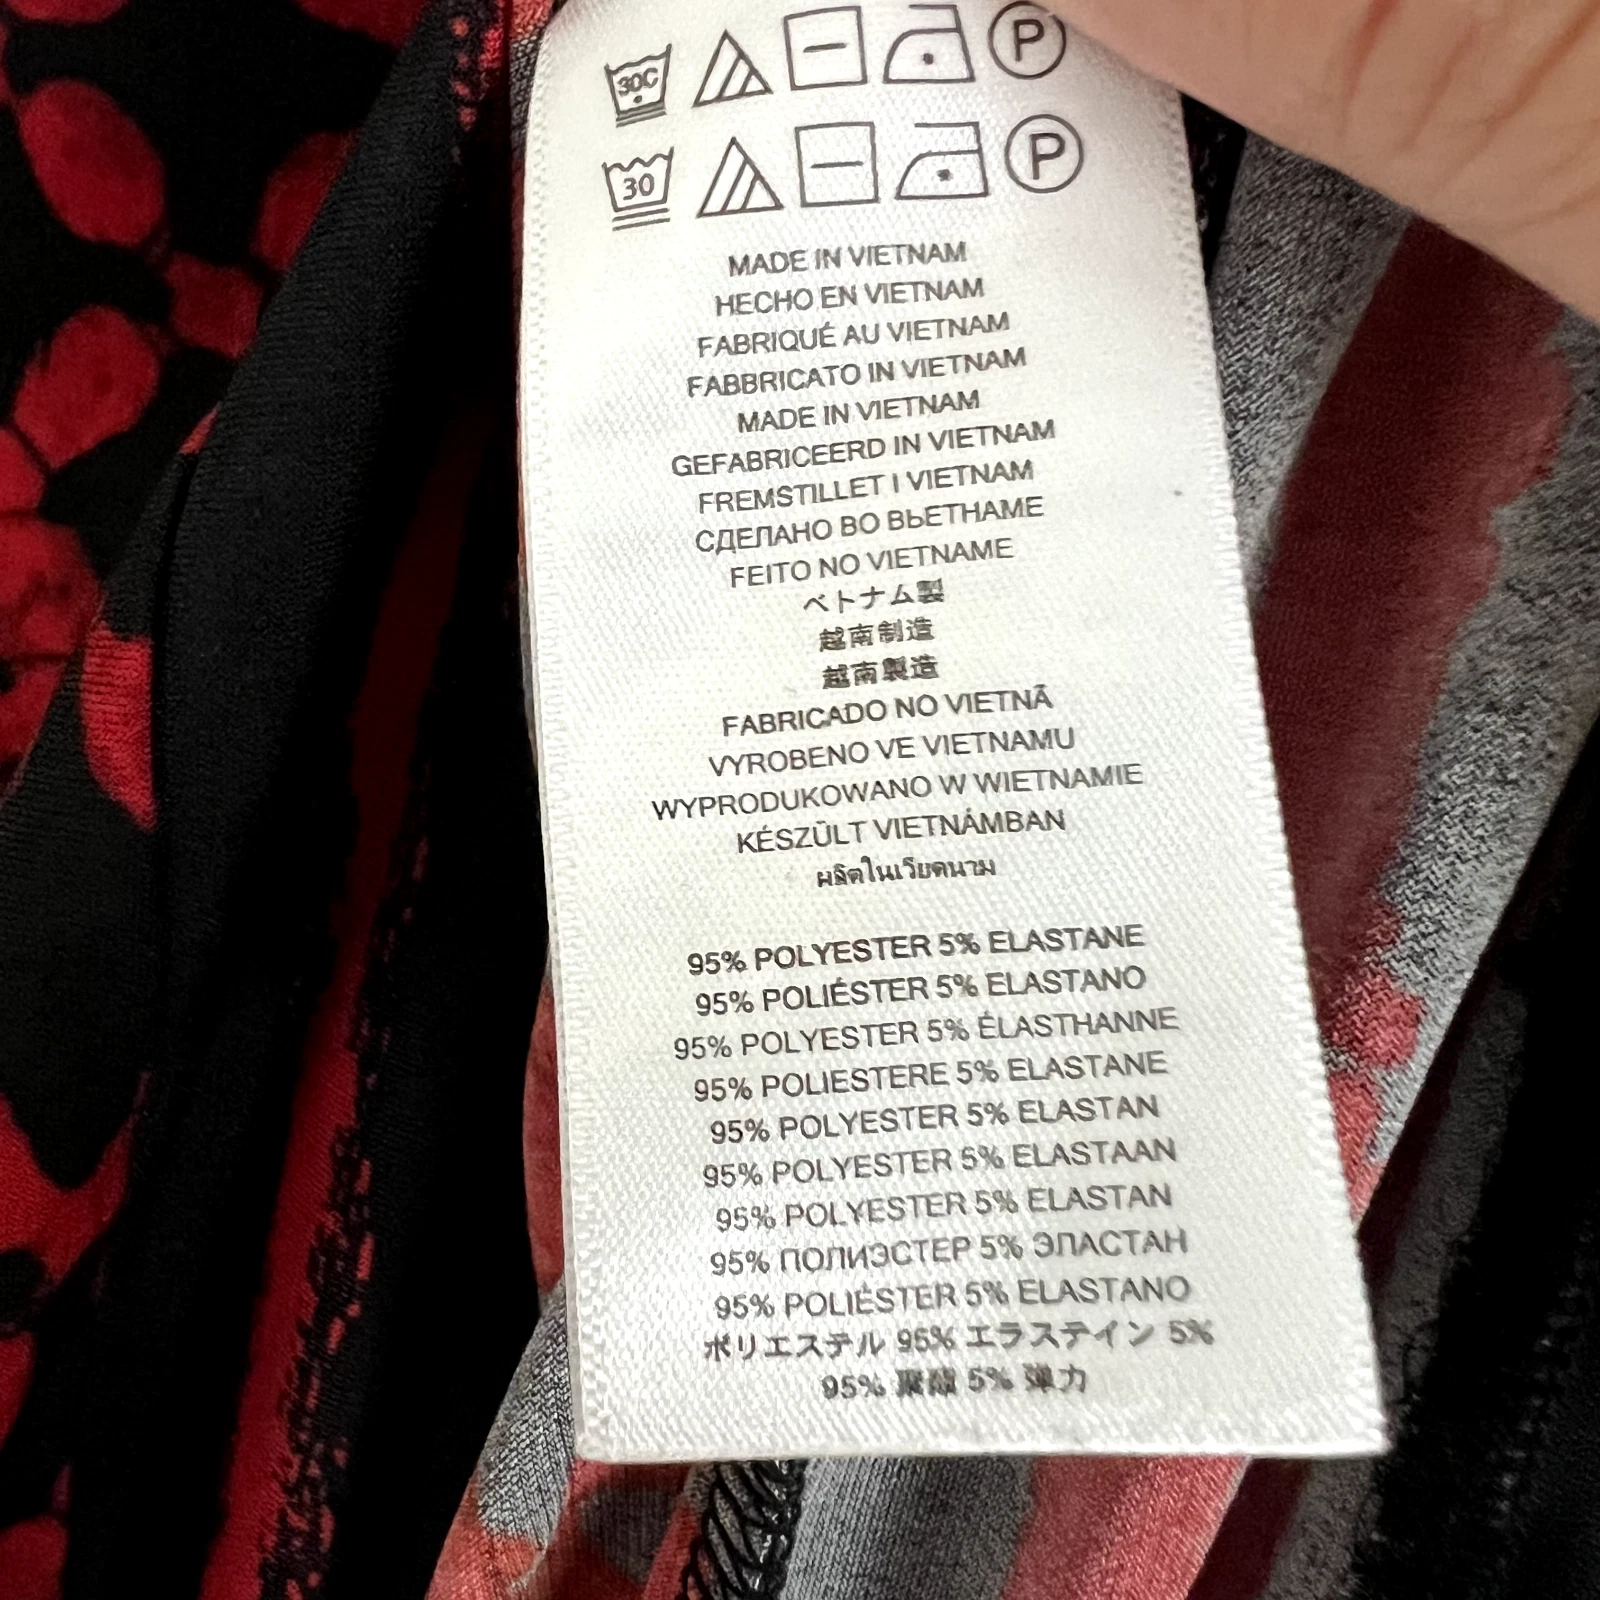 30C P
30 P
MADE IN VIETNAM
HECHO EN VIETNAM
FABRIQUÉ AU VIETNAM
FABBRICATO IN VIETNAM
MADE IN VIETNAM
GEFABRICEERD IN VIETNAM
FREMSTILLET I VIETNAM
СДЕЛАНО ВО ВЬЕТНАМЕ
FEITO NO VIETNAME
ベトナム製
越南制造
越南製造
FABRICADO NO VIETNÃ
VYROBENO VE VIETNAMU
WYPRODUKOWANO W WIETNAMIE
KÉSZÜLT VIETNÁMBAN
ผลิตในเวียดนาม
95% POLYESTER 5% ELASTANE
95% POLIÉSTER 5% ELASTANO
95% POLYESTER 5% ÉLASTHANNE
95% POLIESTERE 5% ELASTANE
95% POLYESTER 5% ELASTAN
95% POLYESTER 5% ELASTAAN
95% POLYESTER 5% ELASTAN
95% ПОЛИЭСТЕР 5% ЭЛАСТАН
95% POLIÉSTER 5% ELASTANO
ポリエステル 95% エラステイン 5%
95% 5% 弹力